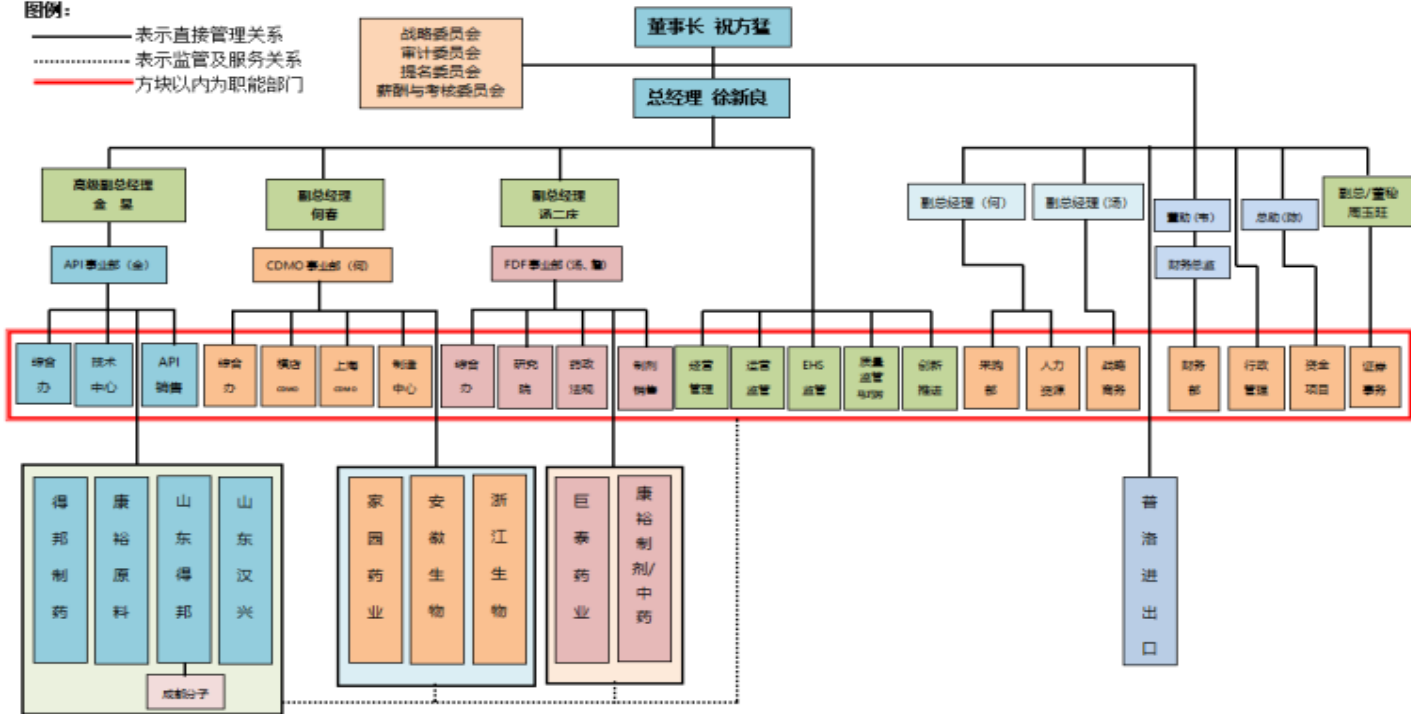 图例：
表示直接管理关系
表示监管及服务关系
方块以内为职能部门
战略委员会
审计委员会
提名委员会
薪酬与考核委员会
董事长 祝方猛
总经理 徐新良
高级副总经理
金 旻
副总经理
何春
副总经理
汤二庆
副总经理（何）
副总经理（汤）
董助（韦）
总助（陈）
副总/董秘
周玉旺
API事业部（金）
CDMO事业部（何）
FDF事业部（汤、
财务总监
综合
办
技术
中心
API
销售
综合
办
横店
CDMO
上海
CDMO
制造
中心
综合
办
研究
院
药政
法规
制剂
销售
经营
管理
运营
监管
EHS
监管
质量
监管
创新
推进
采购
部
人力
资源
战略
商务
财务
部
行政
管理
资金
项目
证券
事务
得邦制药
康裕原料
山东得邦
山东汉兴
成都分子
家园药业
安徽生物
浙江生物
巨泰药业
康裕制剂/中药
普洛进出口